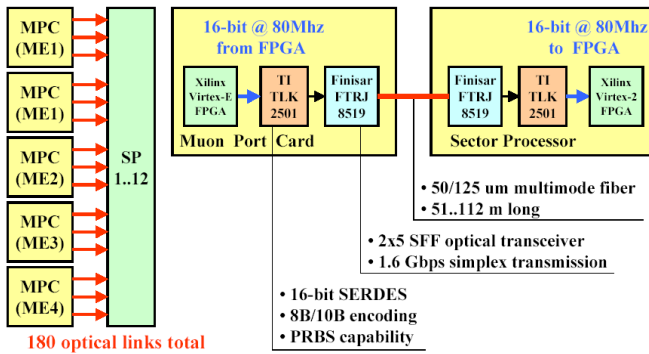 MPC
(ME1)
MPC
(ME1)
MPC
(ME2)
MPC
(ME3)
MPC
(ME4)
SP
1..12
180 optical links total
16-bit @ 80Mhz
from FPGA
Xilinx
Virtex-E
FPGA
TI
TLK
2501
Finisar
FTRJ
8519
Muon Port Card
16-bit @ 80Mhz
to FPGA
Finisar
FTRJ
8519
TI
TLK
2501
Xilinx
Virtex-2
FPGA
Sector Processor
• 50/125 um multimode fiber
• 51..112 m long
• 2x5 SFF optical transceiver
• 1.6 Gbps simplex transmission
• 16-bit SERDES
• 8B/10B encoding
• PRBS capability